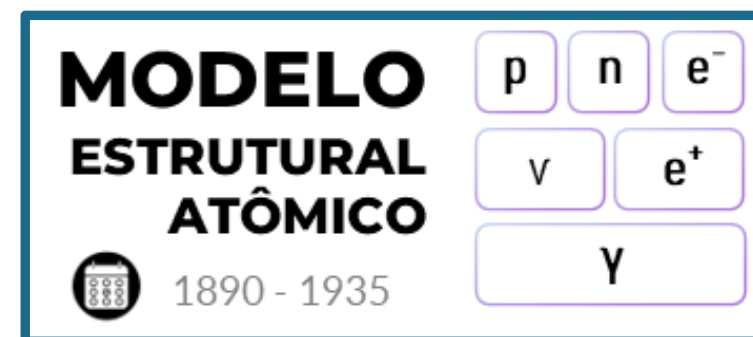 MODELO
ESTRUTURAL
ATÔMICO
1890 - 1935
p n e⁻
ν e⁺
γ